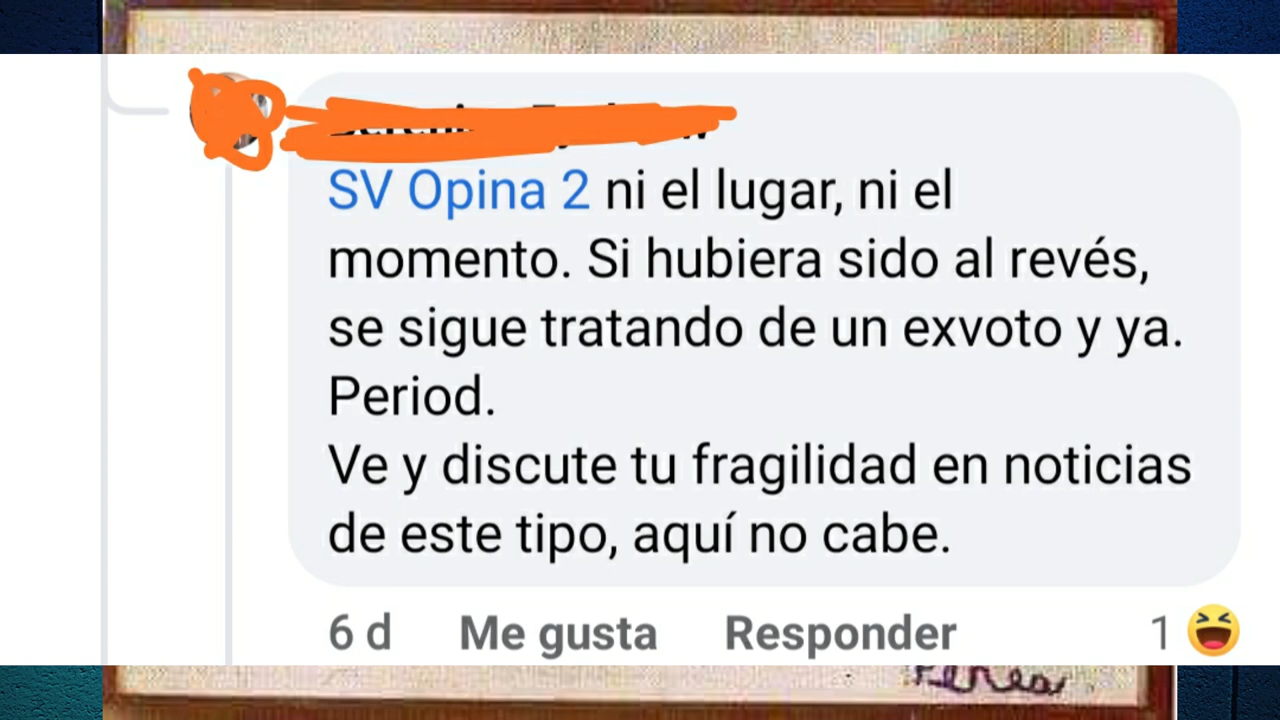 SV Opina 2 ni el lugar, ni el
momento. Si hubiera sido al revés,
se sigue tratando de un exvoto y ya.
Period.
Ve y discute tu fragilidad en noticias
de este tipo, aquí no cabe.
6 d Me gusta Responder 1